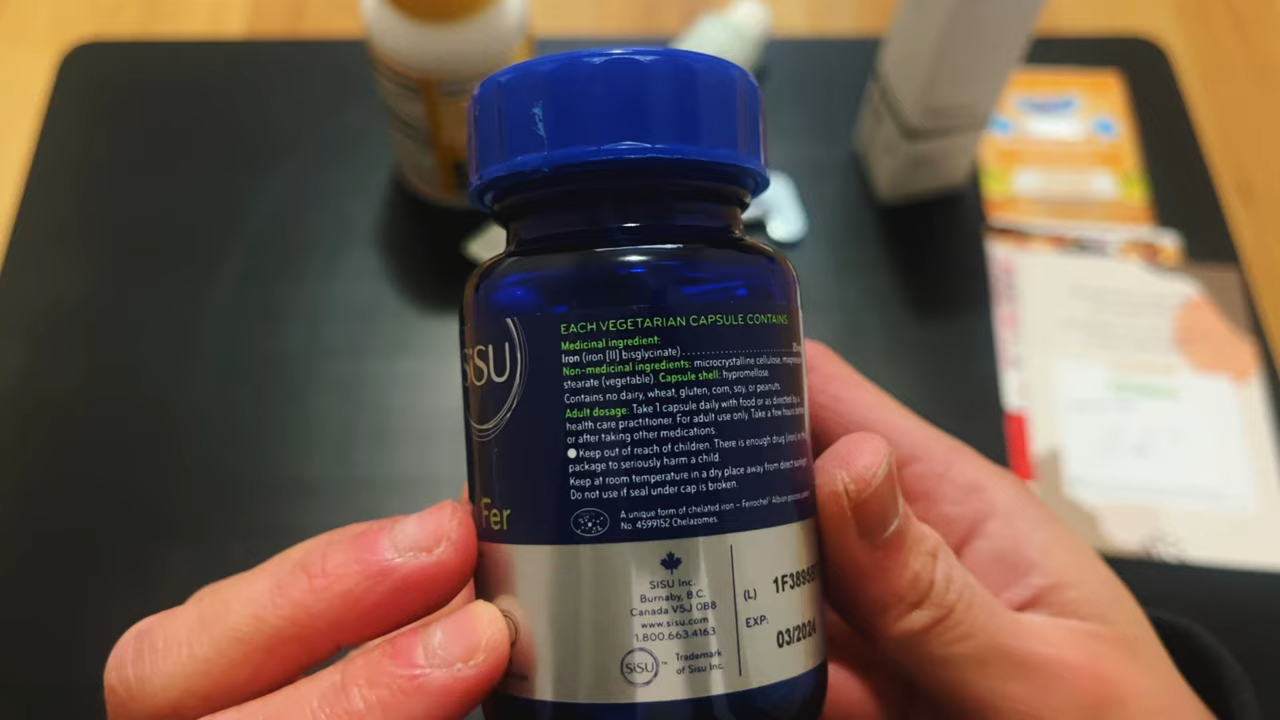 SiSU
Fer
EACH VEGETARIAN CAPSULE CONTAINS
Medicinal ingredient:
Iron (iron [II] bisglycinate)
Non-medicinal ingredients: microcrystalline cellulose,
stearate (vegetable). Capsule shell: hypromellose
Contains no dairy, wheat, gluten, corn, soy, or peanuts.
Adult dosage: Take 1 capsule daily with food or as directed by a
health care practitioner. For adult use only. Take a few hours
or after taking other medications.
Keep out of reach of children. There is enough drug (iron) in
package to seriously harm a child.
Keep at room temperature in a dry place away from direct
Do not use if seal under cap is broken.
A unique form of chelated iron – Ferrochel® Albion
No. 4599152 Chelazomes.
SISU Inc.
Burnaby, B.C.
Canada V5J 0B8
www.sisu.com
1.800.663.4163
SiSU™ Trademark
of Sisu Inc.
(L) 1F3895
EXP: 03/2024